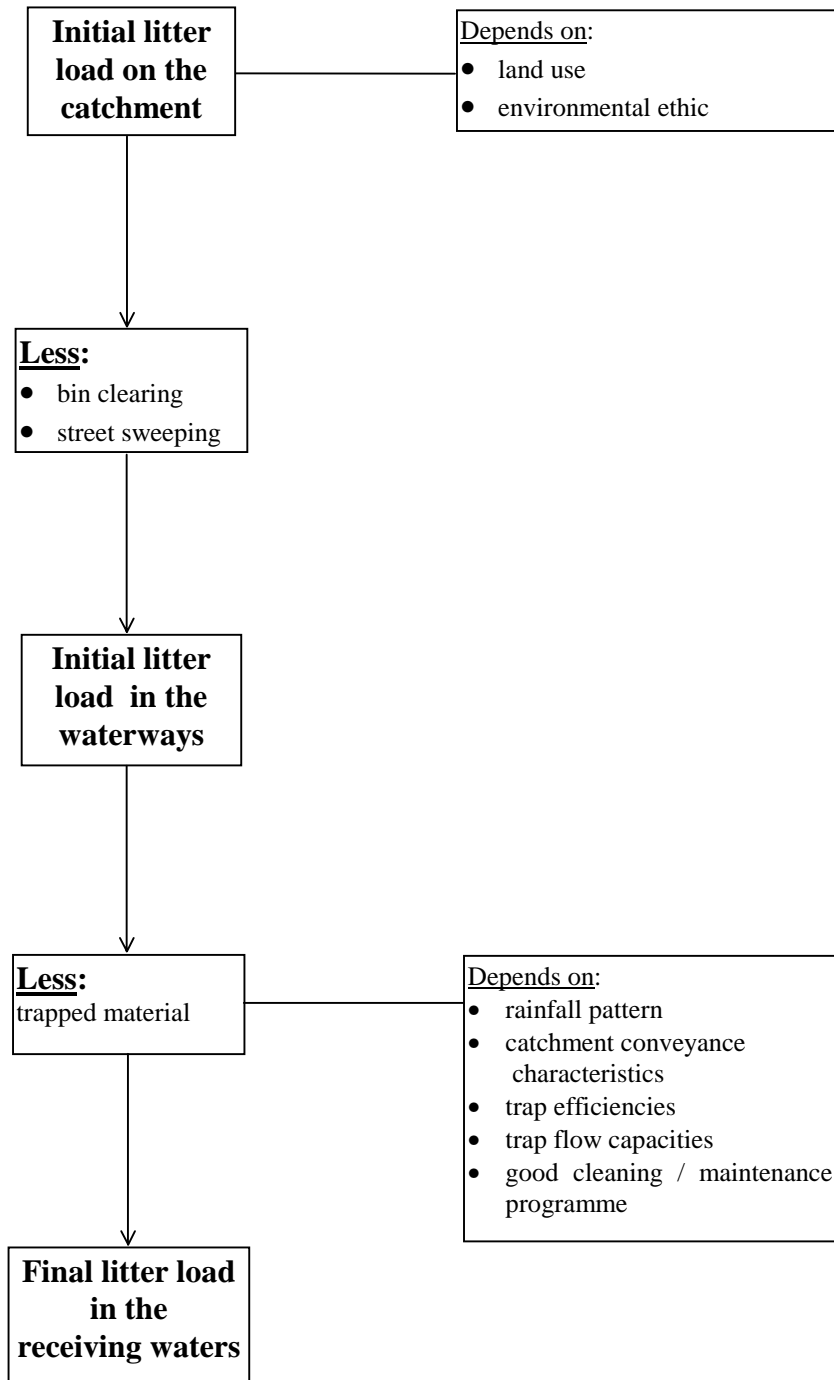 Initial litter
load on the
catchment
Depends on:
• land use
• environmental ethic
Less:
• bin clearing
• street sweeping
Initial litter
load in the
waterways
Less:
trapped material
Depends on:
• rainfall pattern
• catchment conveyance
characteristics
• trap efficiencies
• trap flow capacities
• good cleaning / maintenance
programme
Final litter load
in the
receiving waters